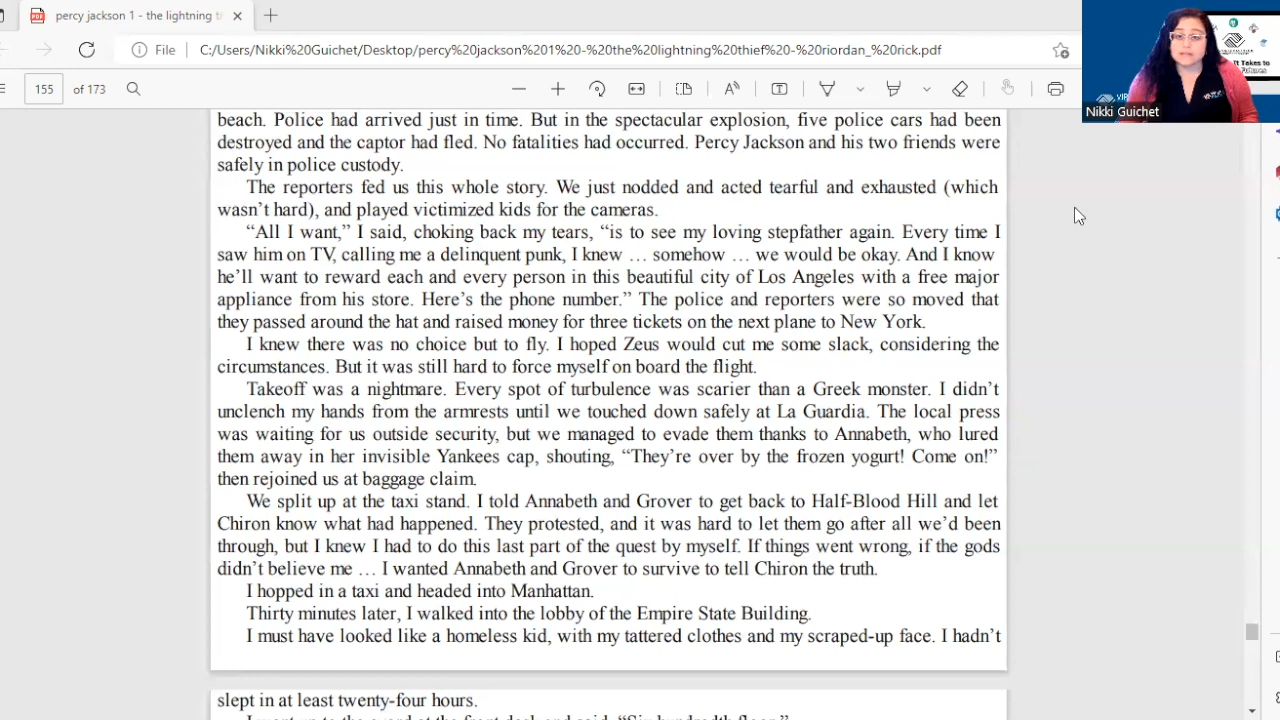 percy jackson 1 - the lightning t
File
C:/Users/Nikki%20Guichet/Desktop/percy%20jackson%201%20-%20the%20lightning%20thief%20-%20riordan_%20rick.pdf
155 of 173
It Takes to
Futures
Nikki Guichet
beach. Police had arrived just in time. But in the spectacular explosion, five police cars had been
destroyed and the captor had fled. No fatalities had occurred. Percy Jackson and his two friends were
safely in police custody.
The reporters fed us this whole story. We just nodded and acted tearful and exhausted (which
wasn’t hard), and played victimized kids for the cameras.
“All I want,” I said, choking back my tears, “is to see my loving stepfather again. Every time I
saw him on TV, calling me a delinquent punk, I knew … somehow … we would be okay. And I know
he’ll want to reward each and every person in this beautiful city of Los Angeles with a free major
appliance from his store. Here’s the phone number.” The police and reporters were so moved that
they passed around the hat and raised money for three tickets on the next plane to New York.
I knew there was no choice but to fly. I hoped Zeus would cut me some slack, considering the
circumstances. But it was still hard to force myself on board the flight.
Takeoff was a nightmare. Every spot of turbulence was scarier than a Greek monster. I didn’t
unclench my hands from the armrests until we touched down safely at La Guardia. The local press
was waiting for us outside security, but we managed to evade them thanks to Annabeth, who lured
them away in her invisible Yankees cap, shouting, “They’re over by the frozen yogurt! Come on!”
then rejoined us at baggage claim.
We split up at the taxi stand. I told Annabeth and Grover to get back to Half-Blood Hill and let
Chiron know what had happened. They protested, and it was hard to let them go after all we’d been
through, but I knew I had to do this last part of the quest by myself. If things went wrong, if the gods
didn’t believe me … I wanted Annabeth and Grover to survive to tell Chiron the truth.
I hopped in a taxi and headed into Manhattan.
Thirty minutes later, I walked into the lobby of the Empire State Building.
I must have looked like a homeless kid, with my tattered clothes and my scraped-up face. I hadn’t
slept in at least twenty-four hours.
I went up to the guard at the front desk and said, “Six hundredth floor.”